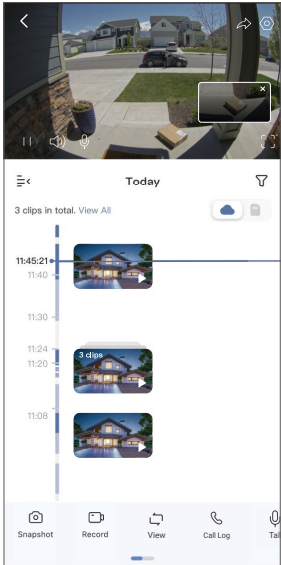 Today
3 clips in total. View All
11:45:21
11:40
11:30
11:24
3 clips
11:20
11:08
Snapshot
Record
View
Call Log
Tal